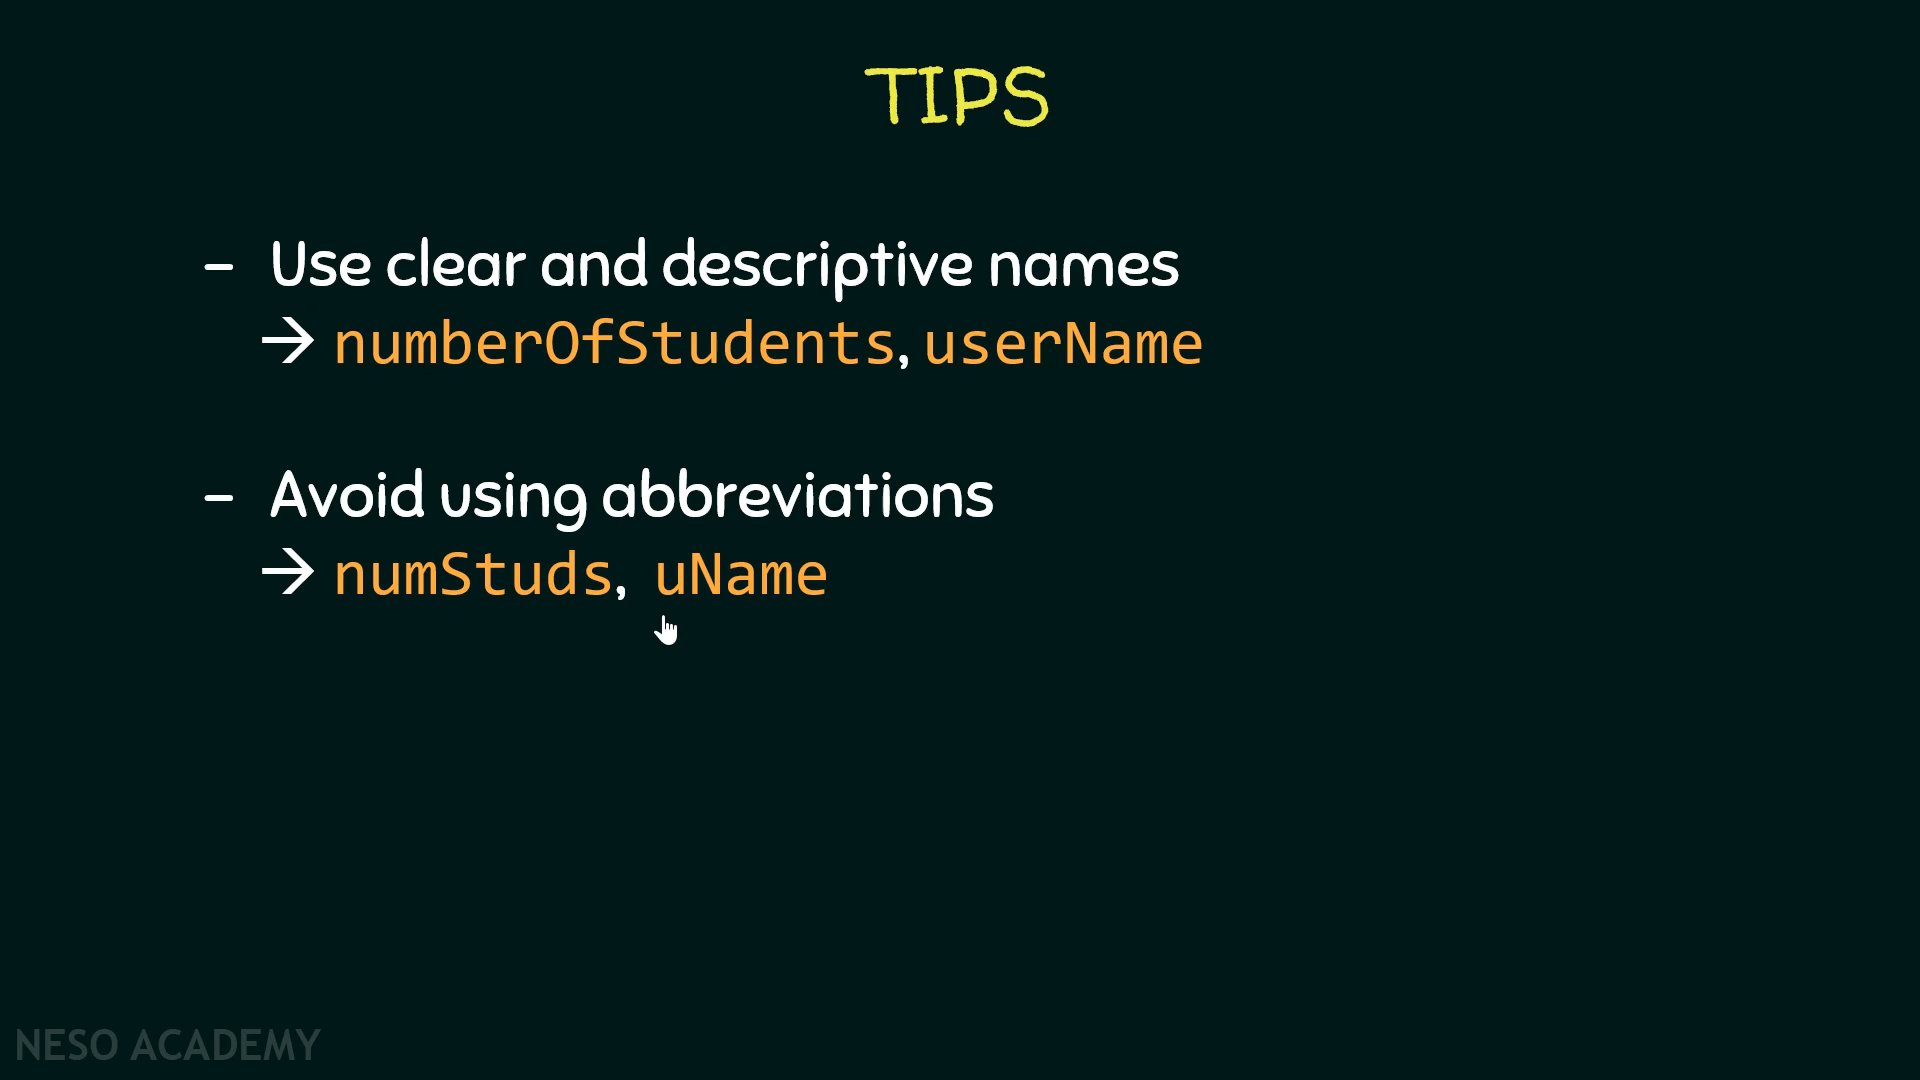 TIPS
- Use clear and descriptive names
→ numberOfStudents, userName
- Avoid using abbreviations
→ numStuds, uName
NESO ACADEMY